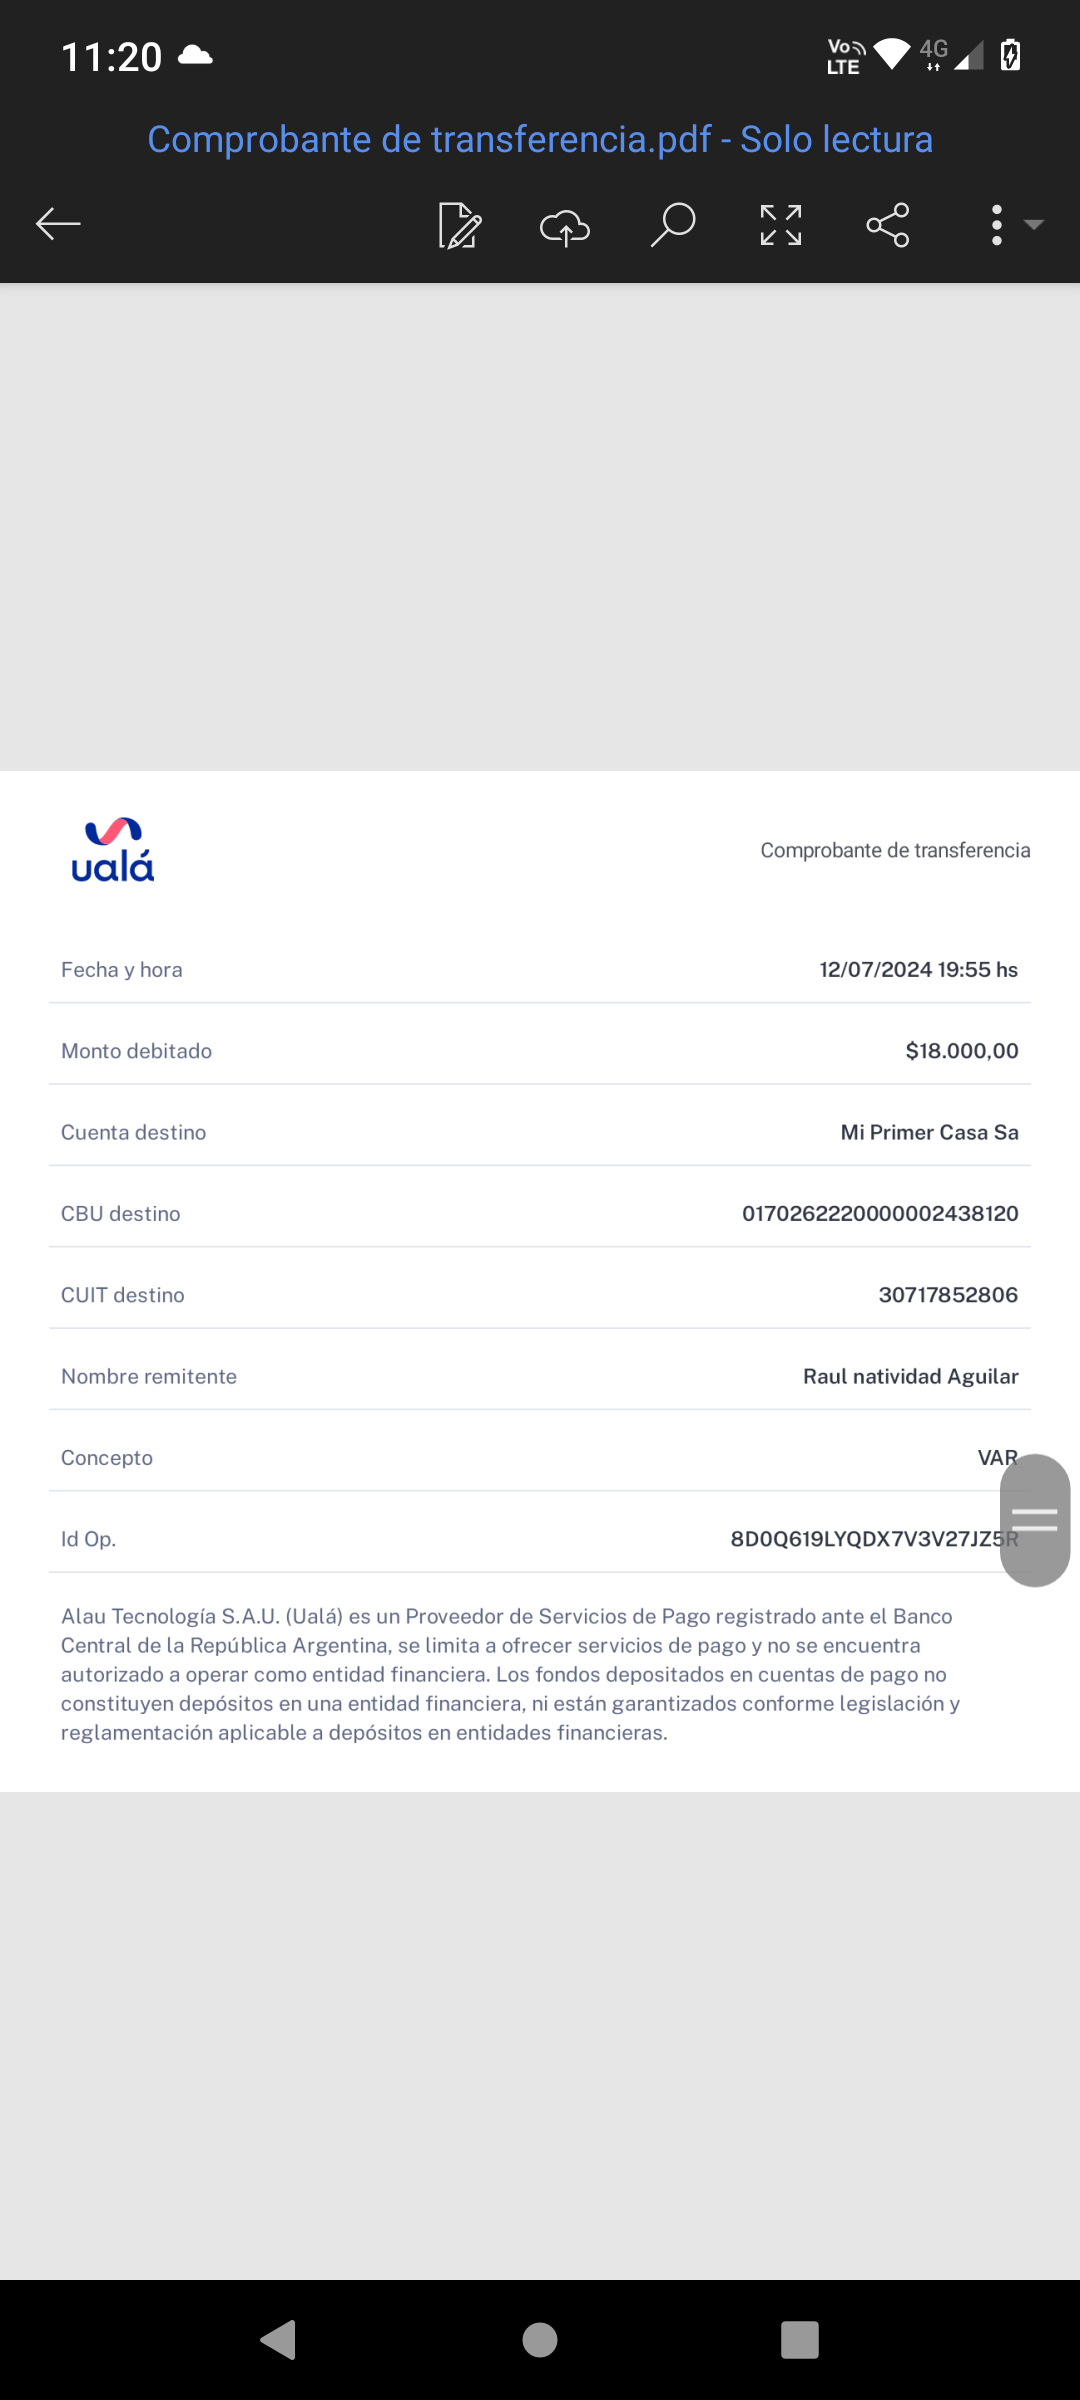 11:20
Vo LTE 4G
Comprobante de transferencia.pdf - Solo lectura
ualá
Comprobante de transferencia
Fecha y hora 12/07/2024 19:55 hs
Monto debitado $18.000,00
Cuenta destino Mi Primer Casa Sa
CBU destino 0170262220000002438120
CUIT destino 30717852806
Nombre remitente Raul natividad Aguilar
Concepto VAR
Id Op. 8D0Q619LYQDX7V3V27JZ5R
Alau Tecnología S.A.U. (Ualá) es un Proveedor de Servicios de Pago registrado ante el Banco
Central de la República Argentina, se limita a ofrecer servicios de pago y no se encuentra
autorizado a operar como entidad financiera. Los fondos depositados en cuentas de pago no
constituyen depósitos en una entidad financiera, ni están garantizados conforme legislación y
reglamentación aplicable a depósitos en entidades financieras.